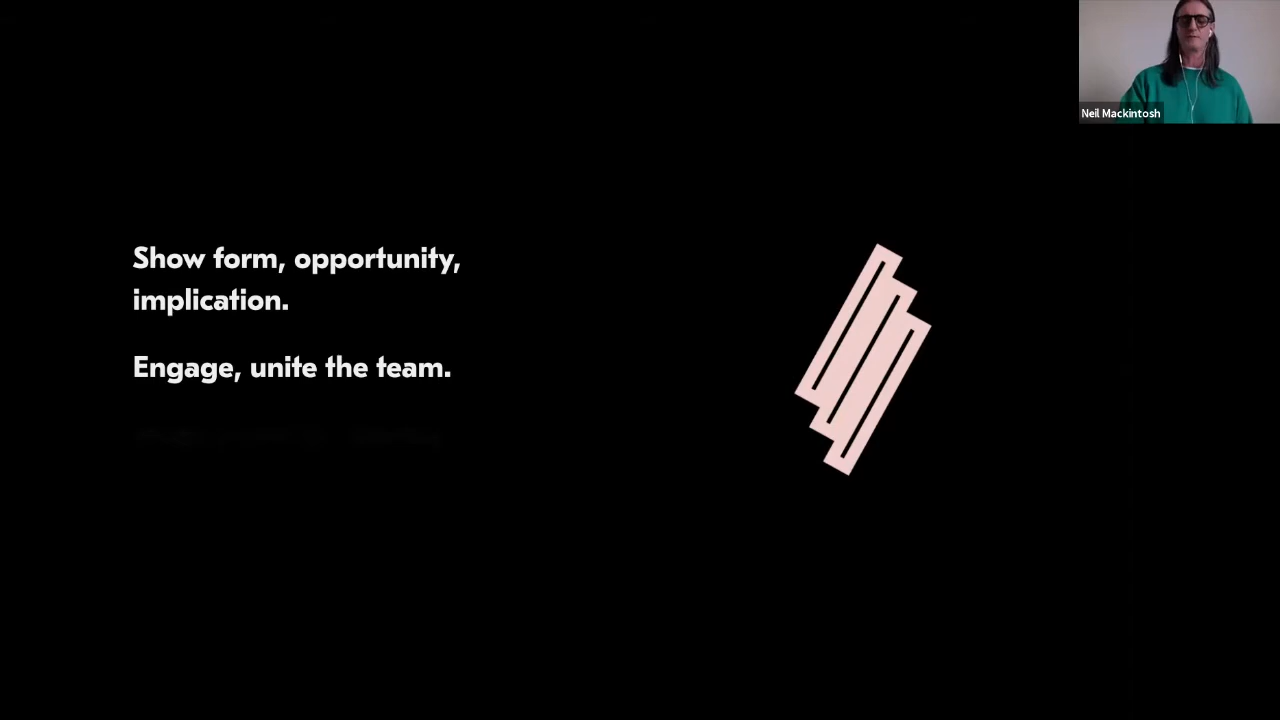 Neil Mackintosh
Show form, opportunity,
implication.
Engage, unite the team.